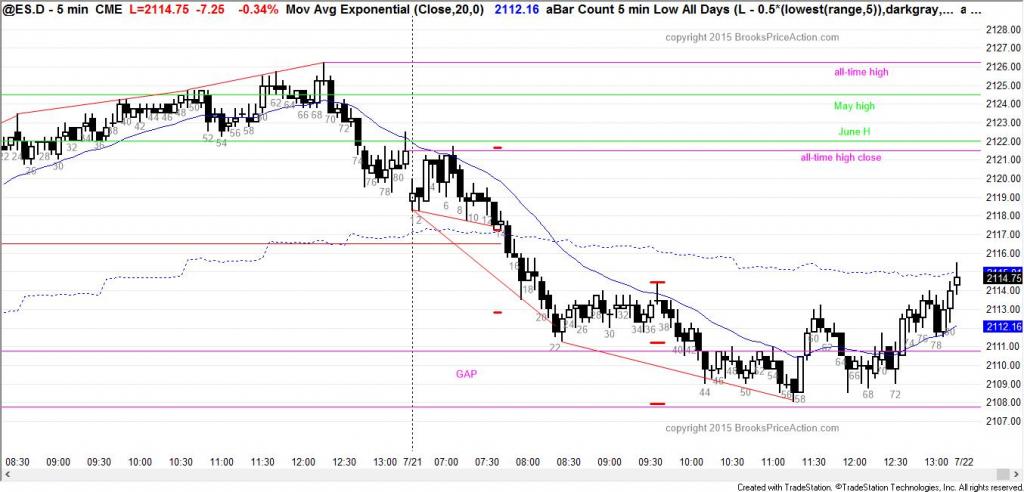 @ES.D - 5 min  CME  L=2114.75  -7.25  -0.34%  Mov Avg Exponential (Close,20,0)  2112.16  aBar Count 5 min Low All Days (L - 0.5*(lowest(range,5)),darkgray,...  a ...
2128.00
copyright 2015 BrooksPriceAction.com
2127.00
2126.00
all-time high
2125.00
2124.00
May high
2123.00
June H
2122.00
all-time high close
2121.00
2120.00
2119.00
2118.00
2117.00
2116.00
2114.75
2114.00
2113.00
2112.16
2111.00
2110.00
GAP
2109.00
2108.00
2107.00
copyright 2015 BrooksPriceAction.com
08:30 09:00 09:30 10:00 10:30 11:00 11:30 12:00 12:30 13:00 7/21 07:00 07:30 08:00 08:30 09:00 09:30 10:00 10:30 11:00 11:30 12:00 12:30 13:00 7/22
Created with TradeStation. ©TradeStation Technologies, Inc. All rights reserved.